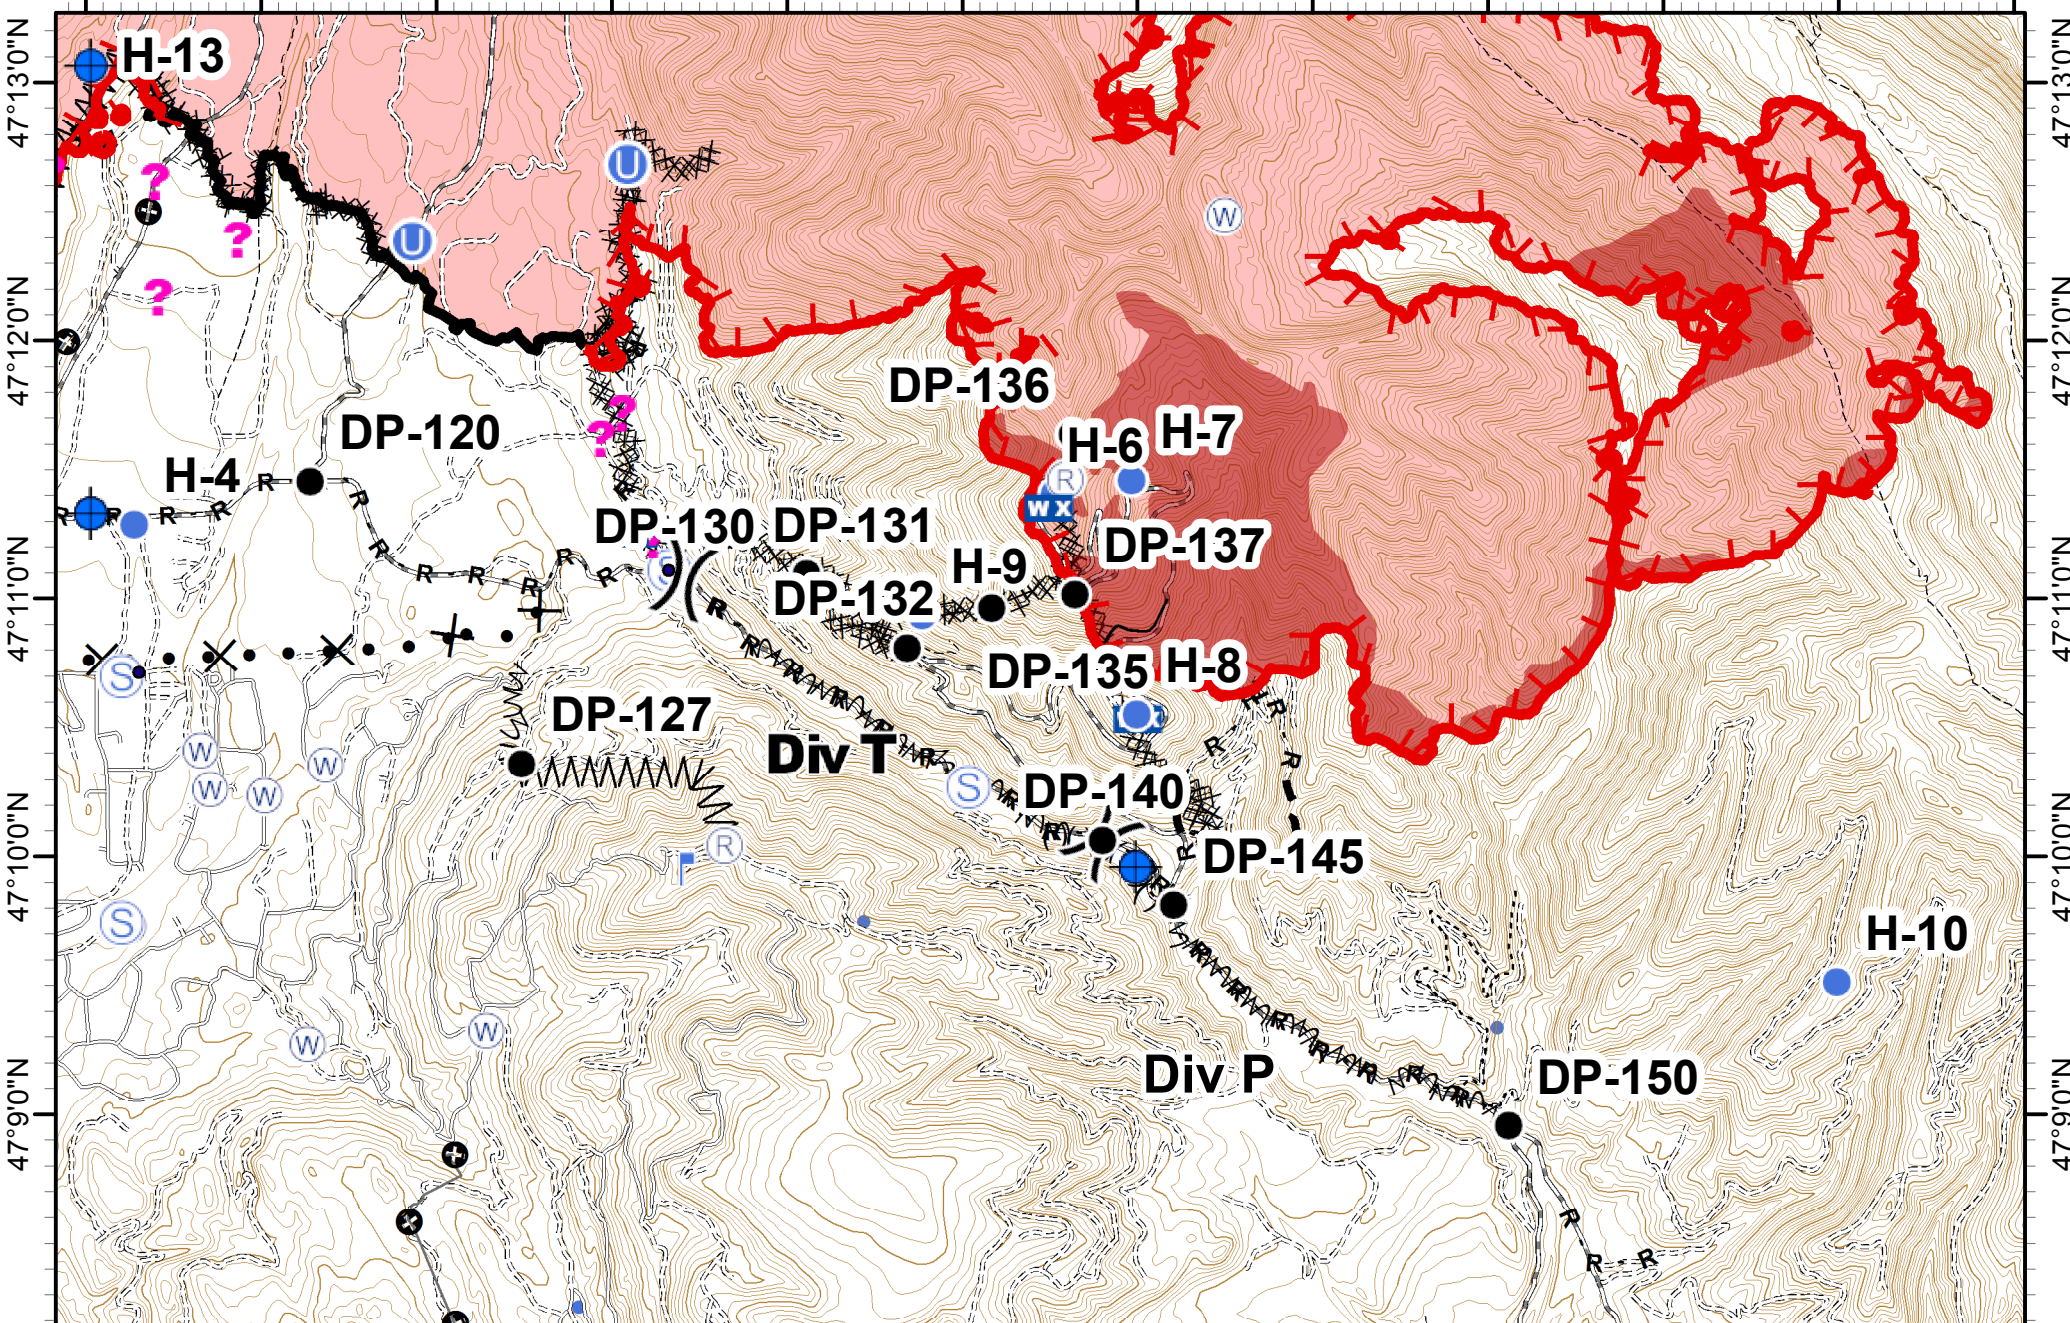 H-13
47°13'0"N
47°13'0"N
U
W
?
?
U
?
47°12'0"N
47°12'0"N
DP-136
?
?
DP-120
H-6
H-7
H-4
R
R
R
R
R
R
WX
DP-130
DP-131
DP-137
H-9
47°11'0"N
47°11'0"N
R
R
R
R
R
R
DP-132
S
DP-135
H-8
DP-127
Div T
W
W
W
W
S
DP-140
R
DP-145
47°10'0"N
47°10'0"N
S
H-10
W
W
Div P
DP-150
47°9'0"N
47°9'0"N
R
R
R